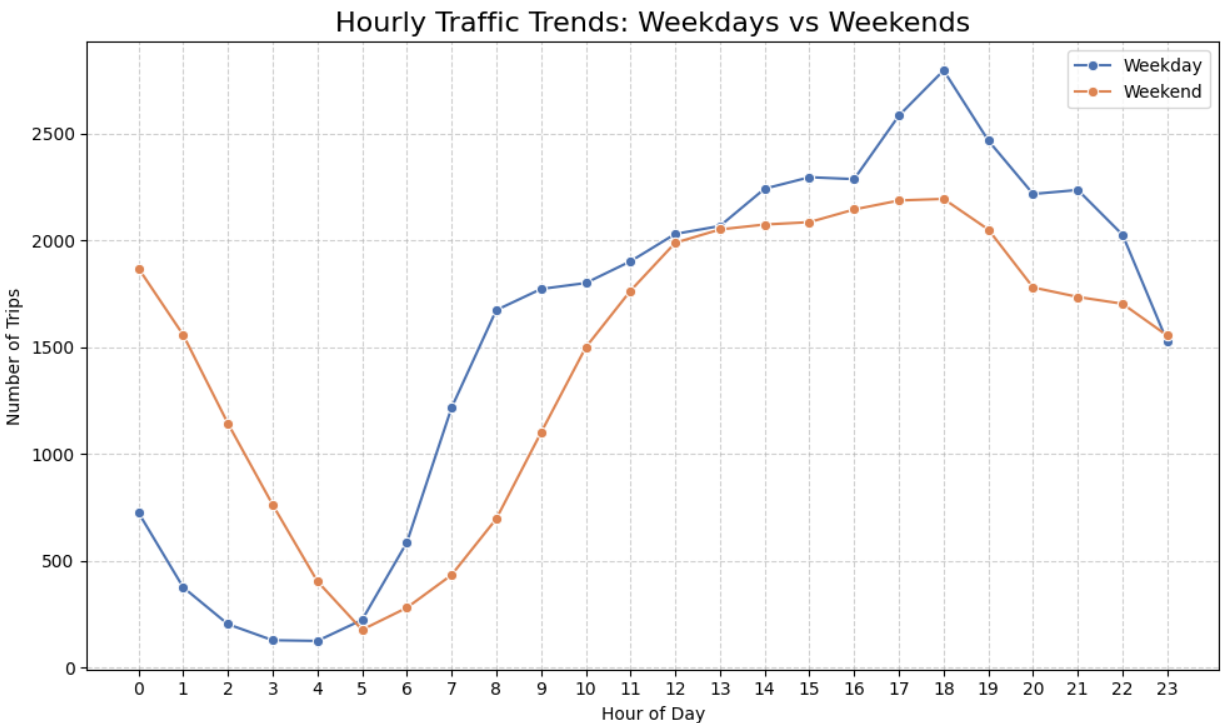 Hourly Traffic Trends: Weekdays vs Weekends
Weekday
Weekend
Number of Trips
2500
2000
1500
1000
500
0
0 1 2 3 4 5 6 7 8 9 10 11 12 13 14 15 16 17 18 19 20 21 22 23
Hour of Day